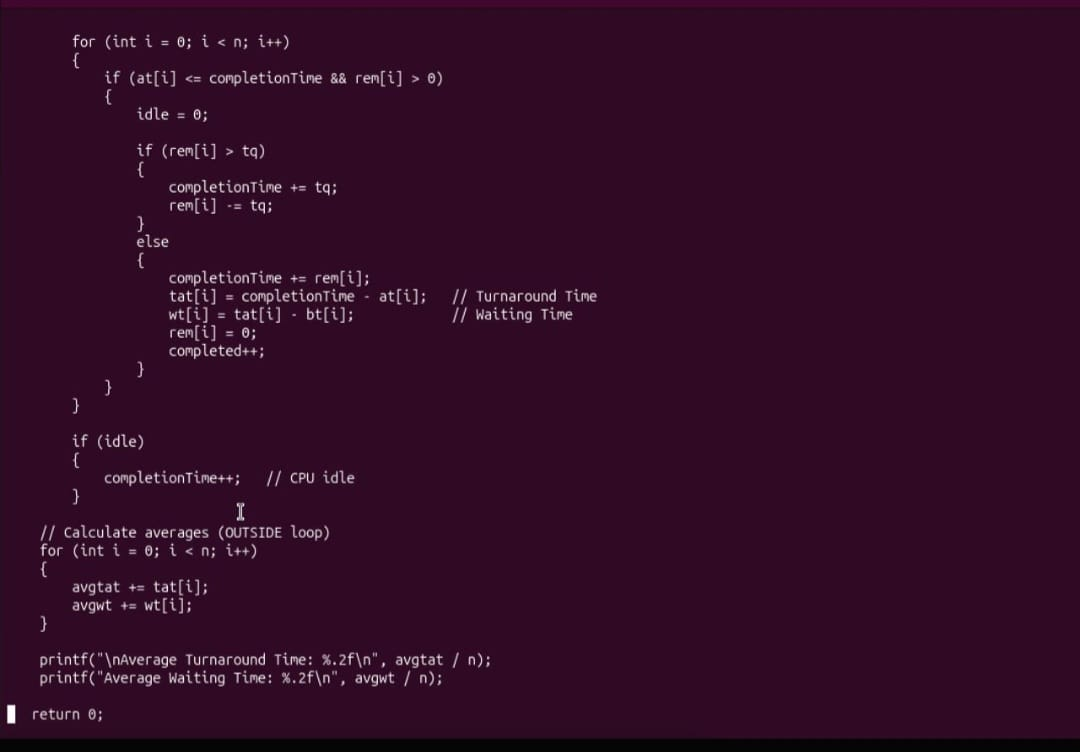 for (int i = 0; i < n; i++)
{
if (at[i] <= completionTime && rem[i] > 0)
{
idle = 0;
if (rem[i] > tq)
{
completionTime += tq;
rem[i] -= tq;
}
else
{
completionTime += rem[i];
tat[i] = completionTime - at[i];   // Turnaround Time
wt[i] = tat[i] - bt[i];            // Waiting Time
rem[i] = 0;
completed++;
}
}
}
if (idle)
{
completionTime++;   // CPU idle
}
// Calculate averages (OUTSIDE loop)
for (int i = 0; i < n; i++)
{
avgtat += tat[i];
avgwt += wt[i];
}
printf("\nAverage Turnaround Time: %.2f\n", avgtat / n);
printf("Average Waiting Time: %.2f\n", avgwt / n);
return 0;